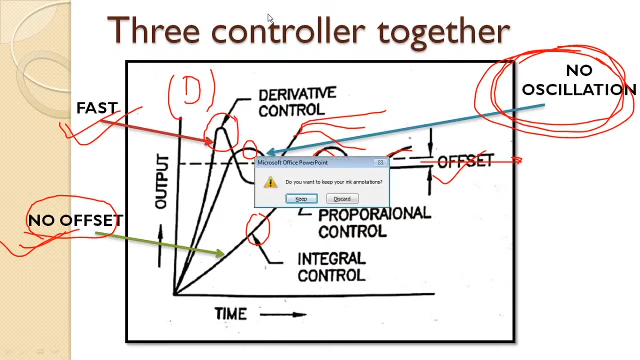 Three controller together
NO
OSCILLATION
(D)
FAST
DERIVATIVE
CONTROL
OFFSET
Microsoft Office PowerPoint
Do you want to keep your ink annotations?
Keep
Discard
OUTPUT
NO OFFSET
PROPORAIONAL
CONTROL
INTEGRAL
CONTROL
TIME